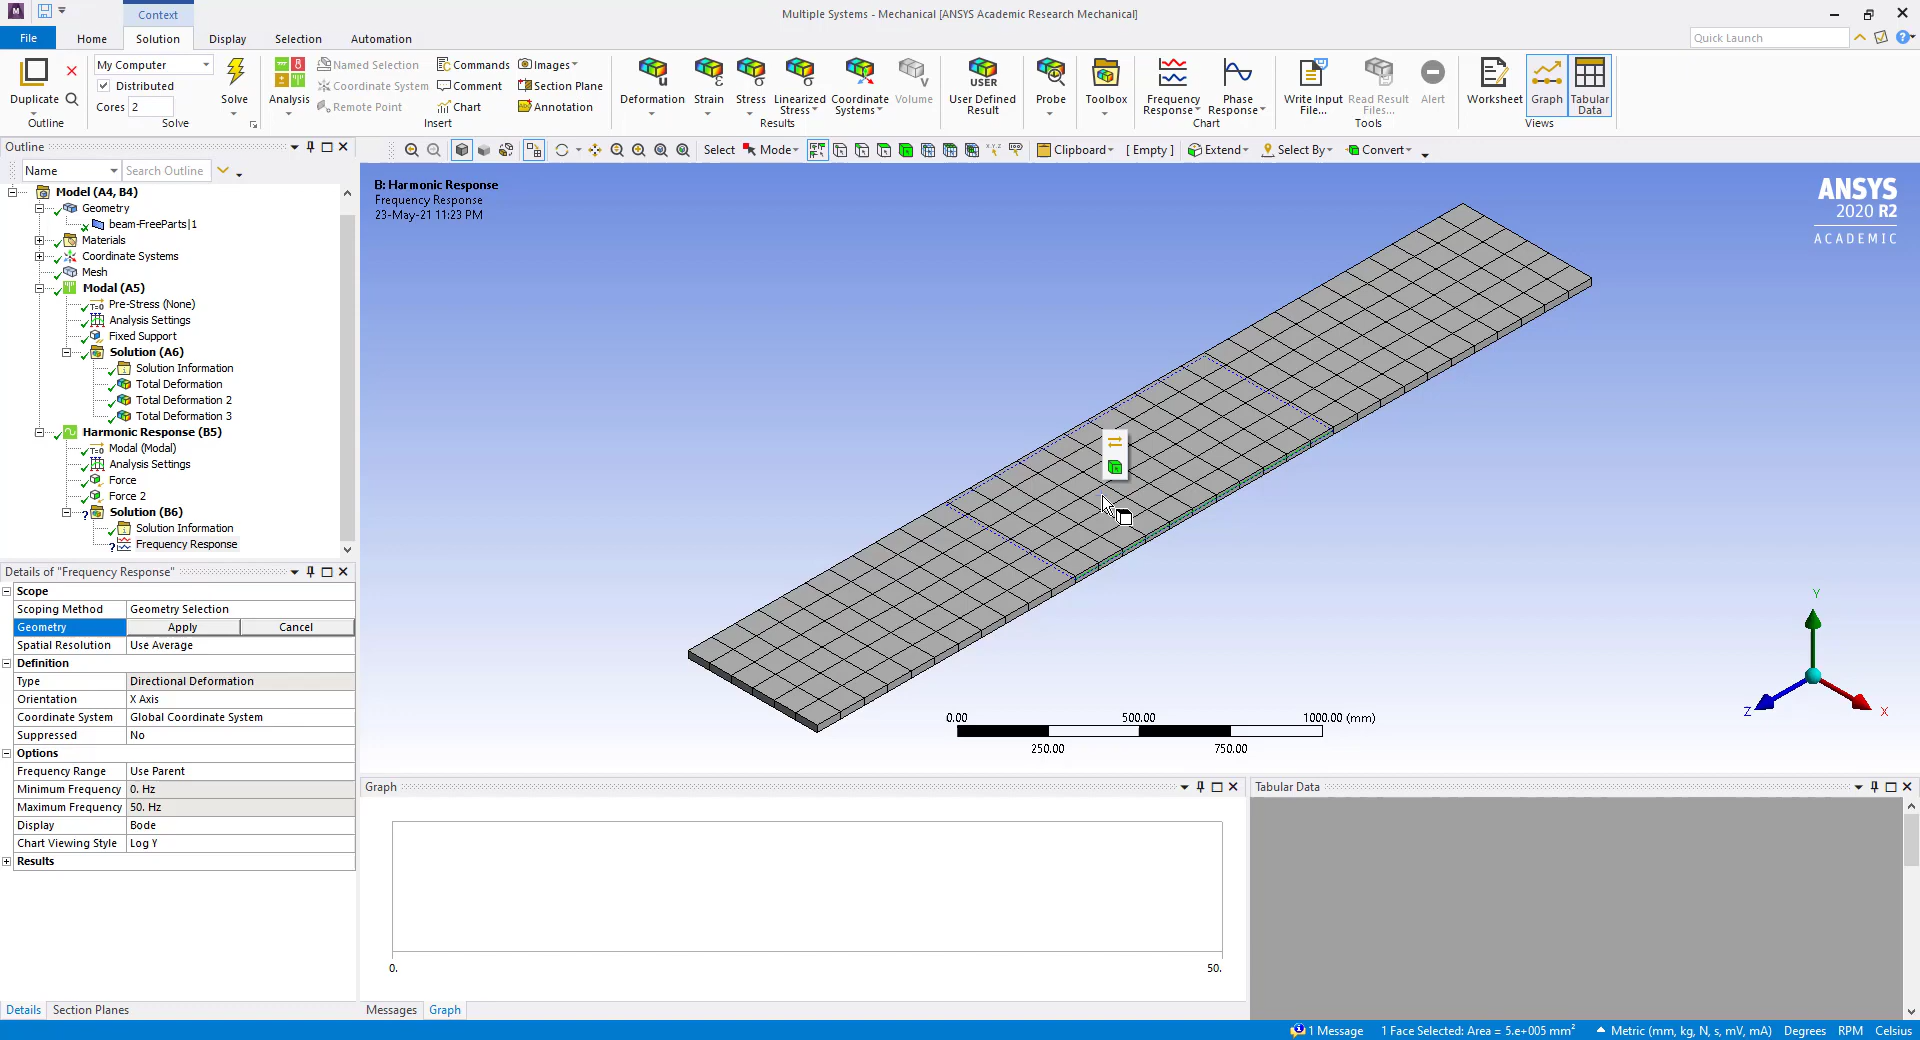 Context
Multiple Systems - Mechanical [ANSYS Academic Research Mechanical]
File
Home
Solution
Display
Selection
Automation
Quick Launch
Duplicate
Outline
My Computer
Distributed
Cores 2
Solve
Solve
Analysis
Named Selection
Coordinate System
Remote Point
Commands
Comment
Chart
Images
Section Plane
Annotation
Insert
Deformation
Strain
Stress
Linearized Stress
Coordinate Systems
Volume
Results
User Defined Result
Probe
Toolbox
Frequency Response
Phase Response
Chart
Write Input File...
Read Result Files...
Alert
Tools
Worksheet
Graph
Tabular Data
Views
Outline
Name
Search Outline
Select
Mode
Clipboard
[ Empty ]
Extend
Select By
Convert
Model (A4, B4)
Geometry
beam-FreeParts|1
Materials
Coordinate Systems
Mesh
Modal (A5)
Pre-Stress (None)
Analysis Settings
Fixed Support
Solution (A6)
Solution Information
Total Deformation
Total Deformation 2
Total Deformation 3
Harmonic Response (B5)
Modal (Modal)
Analysis Settings
Force
Force 2
Solution (B6)
Solution Information
Frequency Response
Details of "Frequency Response"
Scope
Scoping Method Geometry Selection
Geometry Apply Cancel
Spatial Resolution Use Average
Definition
Type Directional Deformation
Orientation X Axis
Coordinate System Global Coordinate System
Suppressed No
Options
Frequency Range Use Parent
Minimum Frequency 0. Hz
Maximum Frequency 50. Hz
Display Bode
Chart Viewing Style Log Y
Results
Details
Section Planes
B: Harmonic Response
Frequency Response
23-May-21 11:23 PM
ANSYS
2020 R2
ACADEMIC
0.00 500.00 1000.00 (mm)
250.00 750.00
Y
Z
X
Graph
0. 50.
Messages
Graph
Tabular Data
1 Message
1 Face Selected: Area = 5.e+005 mm²
Metric (mm, kg, N, s, mV, mA)
Degrees
RPM
Celsius